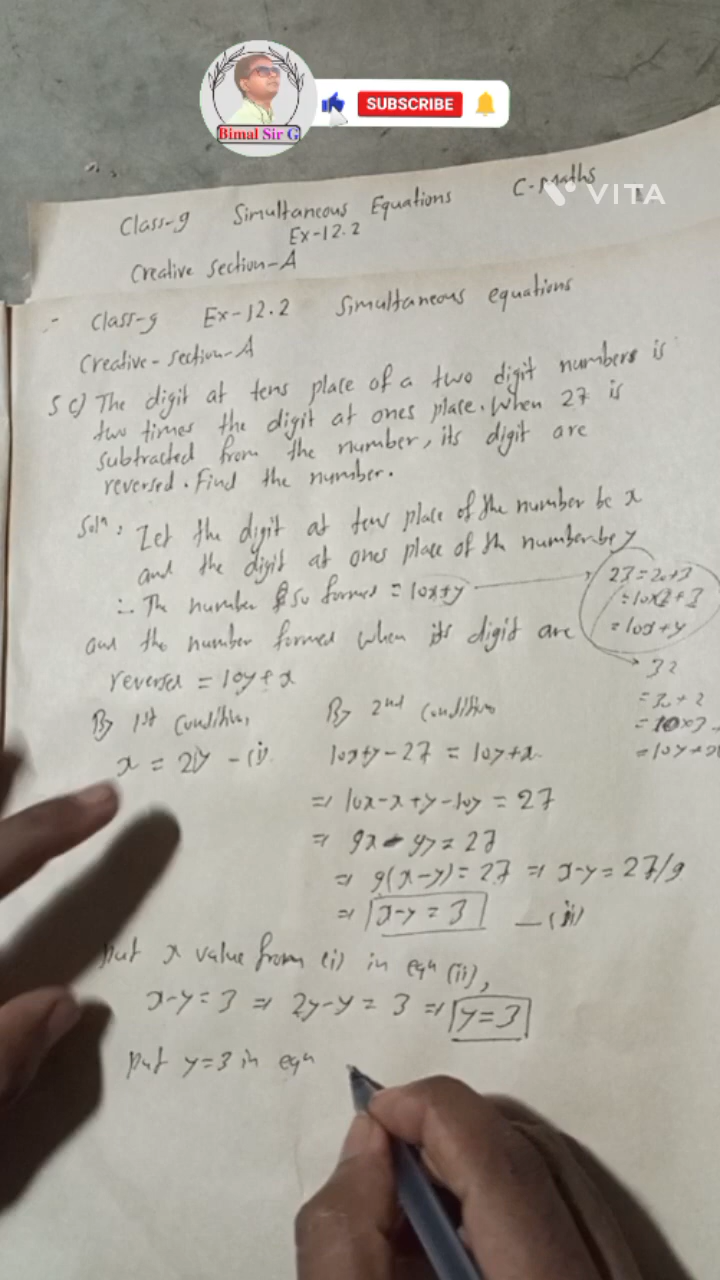 Bimal Sir G
SUBSCRIBE
VITA
Class-9 Simultaneous Equations C-Maths
Ex-12.2
Creative Section-A
Class-9 Ex-12.2 Simultaneous equations
Creative-section-A
5 c) The digit at tens place of a two digit numbers is
two times the digit at ones place. When 27 is
subtracted from the number, its digit are
reversed. Find the number.
Solⁿ: Let the digit at tens place of the number be x
and the digit at ones place of the number be y
∴ The number so formed = 10x+y
23 = 20+3
= 10×2+3
= 10x+y
and the number formed when its digit are
reversed = 10y+x
32
= 30+2
= 10×3+
= 10y+x
By 1st condition, By 2nd condition
x = 2y - (i) 10x+y-27 = 10y+x
⇒ 10x-x+y-10y = 27
⇒ 9x-9y = 27
⇒ 9(x-y) = 27 ⇒ x-y = 27/9
⇒ x-y = 3 - (ii)
put x value from (i) in eqn (ii),
x-y=3 ⇒ 2y-y = 3 ⇒ y=3
put y=3 in eqn